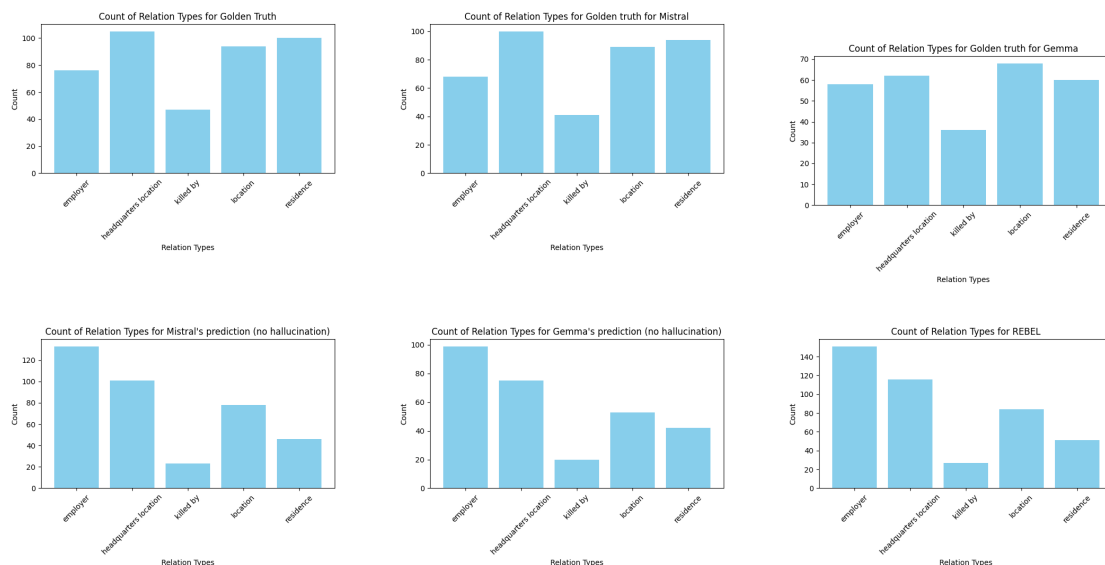 Count of Relation Types for Golden Truth
Count
100
80
60
40
20
0
employer
headquarters location
killed by
location
residence
Relation Types
Count of Relation Types for Golden truth for Mistral
Count
100
80
60
40
20
0
employer
headquarters location
killed by
location
residence
Relation Types
Count of Relation Types for Golden truth for Gemma
Count
70
60
50
40
30
20
10
0
employer
headquarters location
killed by
location
residence
Relation Types
Count of Relation Types for Mistral's prediction (no hallucination)
Count
120
100
80
60
40
20
0
employer
headquarters location
killed by
location
residence
Relation Types
Count of Relation Types for Gemma's prediction (no hallucination)
Count
100
80
60
40
20
0
employer
headquarters location
killed by
location
residence
Relation Types
Count of Relation Types for REBEL
Count
140
120
100
80
60
40
20
0
employer
headquarters location
killed by
location
residence
Relation Types